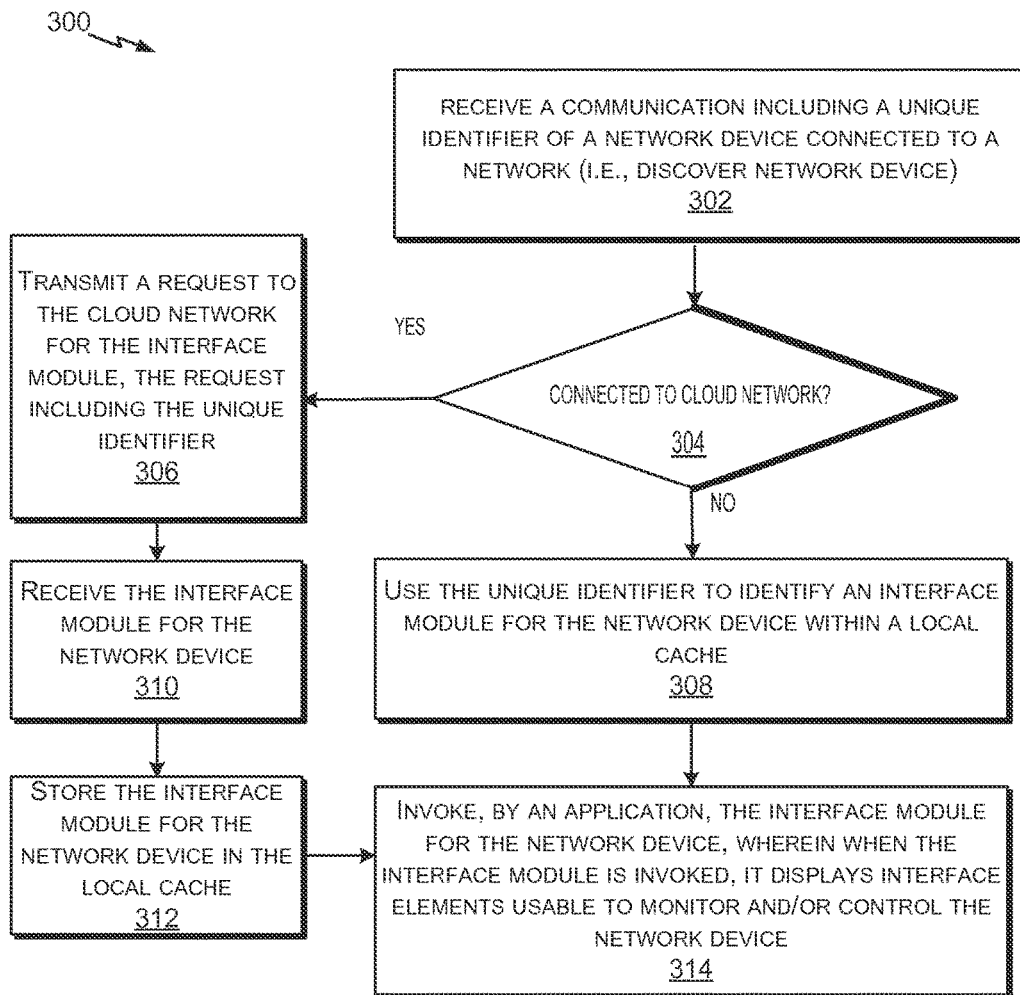 300
RECEIVE A COMMUNICATION INCLUDING A UNIQUE
IDENTIFIER OF A NETWORK DEVICE CONNECTED TO A
NETWORK (I.E., DISCOVER NETWORK DEVICE)
302
CONNECTED TO CLOUD NETWORK?
304
YES
NO
TRANSMIT A REQUEST TO
THE CLOUD NETWORK
FOR THE INTERFACE
MODULE, THE REQUEST
INCLUDING THE UNIQUE
IDENTIFIER
306
RECEIVE THE INTERFACE
MODULE FOR THE
NETWORK DEVICE
310
STORE THE INTERFACE
MODULE FOR THE
NETWORK DEVICE IN THE
LOCAL CACHE
312
USE THE UNIQUE IDENTIFIER TO IDENTIFY AN INTERFACE
MODULE FOR THE NETWORK DEVICE WITHIN A LOCAL
CACHE
308
INVOKE, BY AN APPLICATION, THE INTERFACE MODULE
FOR THE NETWORK DEVICE, WHEREIN WHEN THE
INTERFACE MODULE IS INVOKED, IT DISPLAYS INTERFACE
ELEMENTS USABLE TO MONITOR AND/OR CONTROL THE
NETWORK DEVICE
314